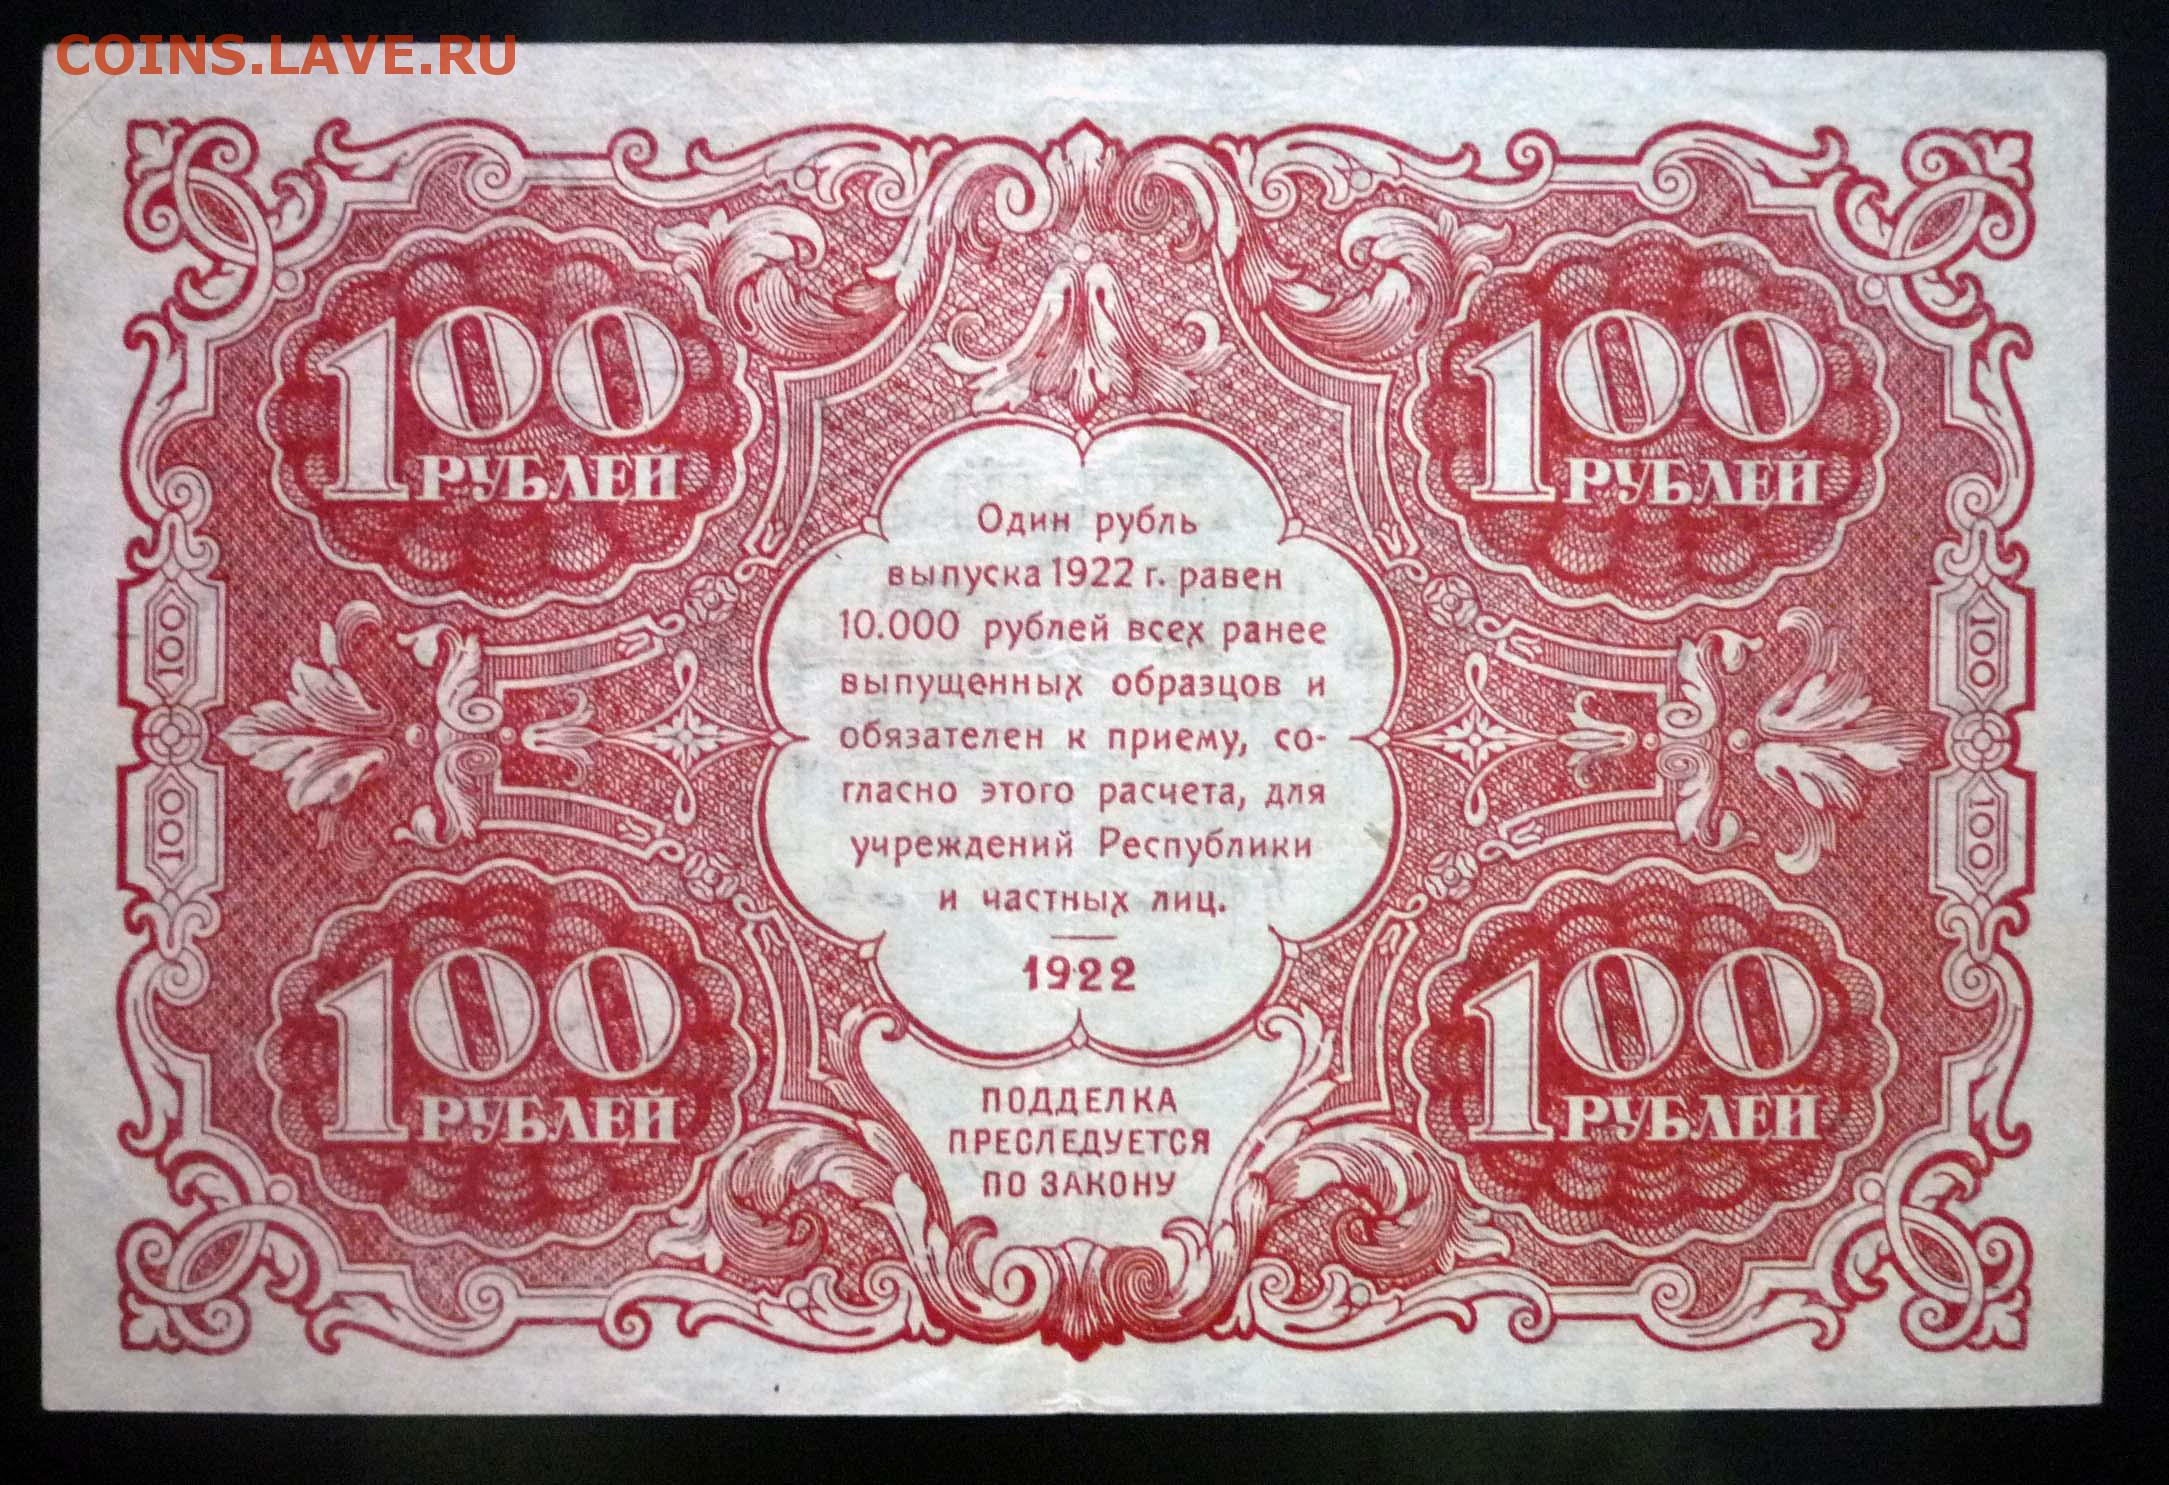 COINS.LAVE.RU
100
РУБЛЕЙ
100
РУБЛЕЙ
Один рубль
выпуска 1922 г. равен
10.000 рублей всех ранее
выпущенных образцов и
обязателен к приему, со-
гласно этого расчета, для
учреждений Республики
и частных лиц.
1922
100
100
100
100
100
РУБЛЕЙ
100
РУБЛЕЙ
ПОДДЕЛКА
ПРЕСЛЕДУЕТСЯ
ПО ЗАКОНУ